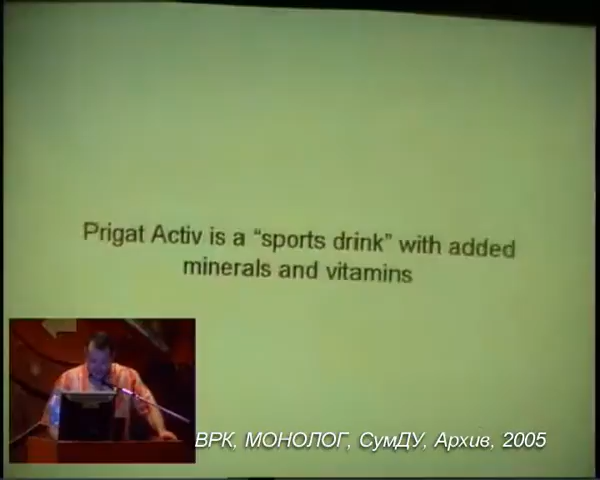 Prigat Activ is a “sports drink” with added
minerals and vitamins
ВРК, МОНОЛОГ, СумДУ, Архив, 2005